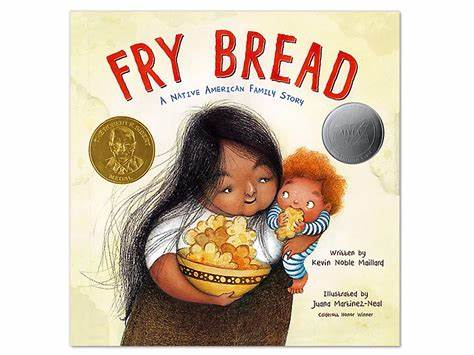 FRY BREAD
A NATIVE AMERICAN FAMILY STORY
WRITTEN BY
KEVIN NOBLE MAILLARD
ILLUSTRATED BY
JUANA MARTINEZ-NEAL
CALDECOTT HONOR WINNER
MEDAL